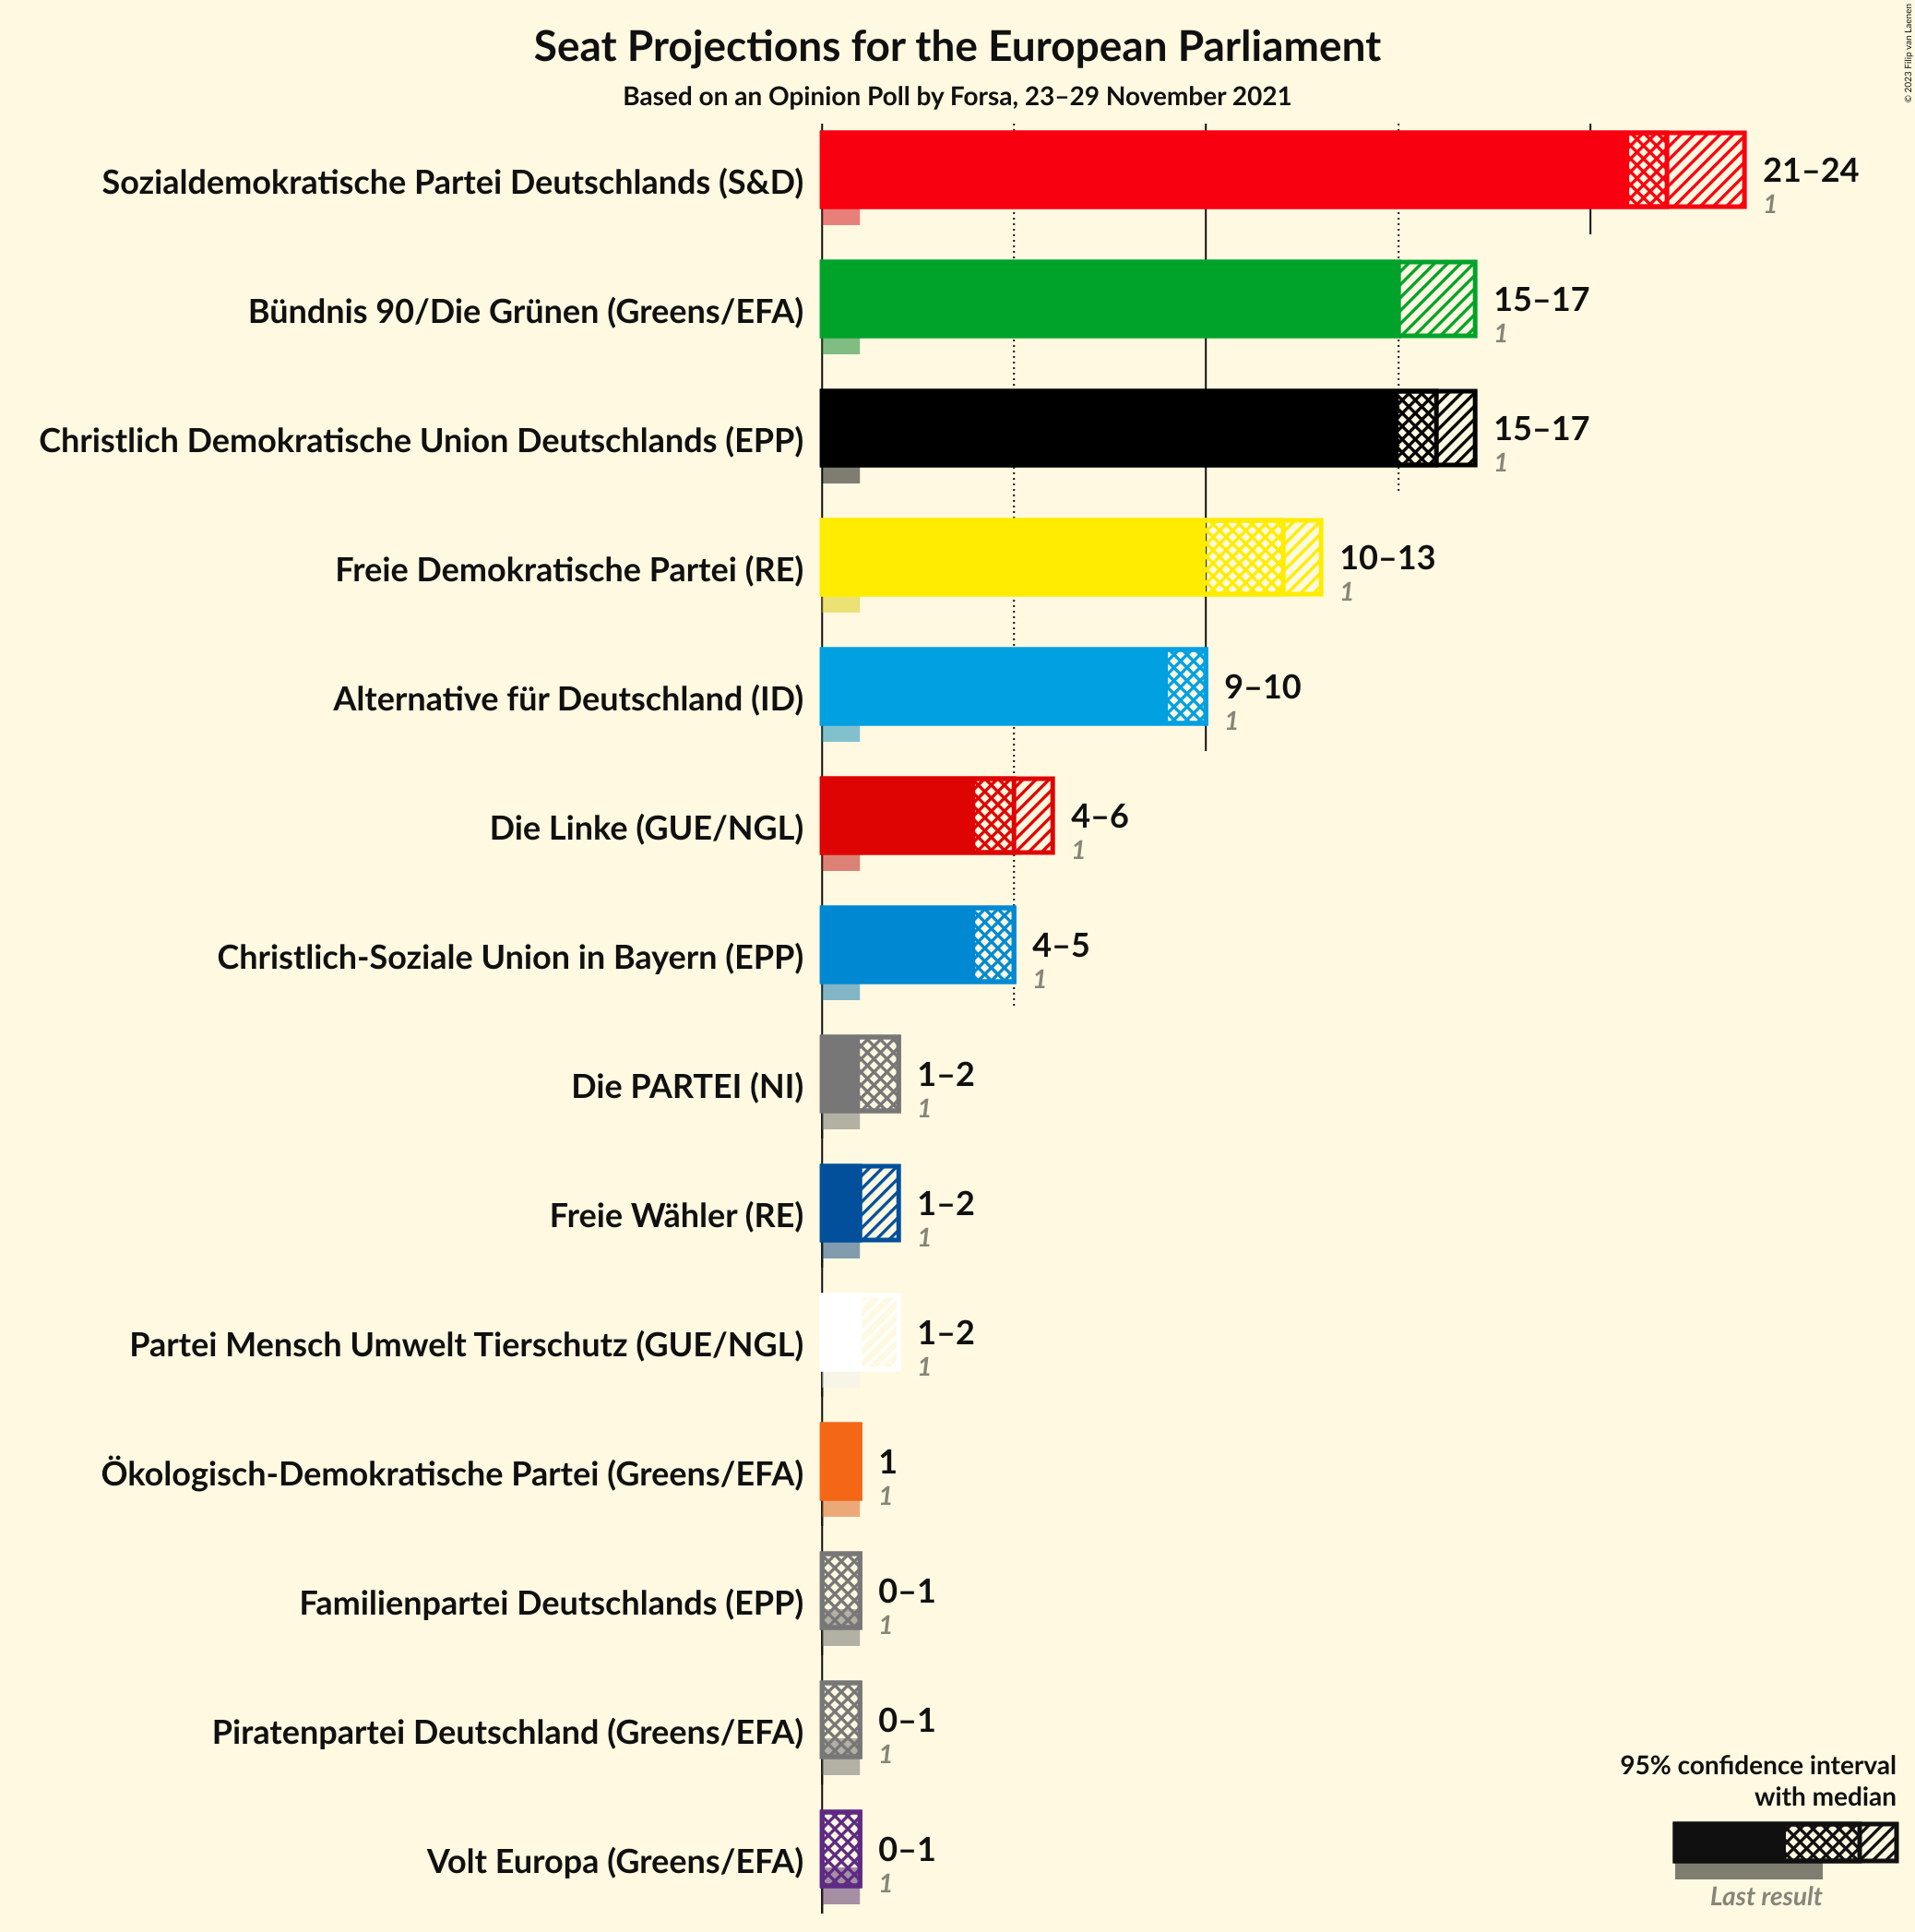 Seat Projections for the European Parliament
Based on an Opinion Poll by Forsa, 23–29 November 2021
© 2023 Filip van Laenen
Sozialdemokratische Partei Deutschlands (S&D)
21–24
1
Bündnis 90/Die Grünen (Greens/EFA)
15–17
1
Christlich Demokratische Union Deutschlands (EPP)
15–17
1
Freie Demokratische Partei (RE)
10–13
1
Alternative für Deutschland (ID)
9–10
1
Die Linke (GUE/NGL)
4–6
1
Christlich-Soziale Union in Bayern (EPP)
4–5
1
Die PARTEI (NI)
1–2
1
Freie Wähler (RE)
1–2
1
Partei Mensch Umwelt Tierschutz (GUE/NGL)
1–2
1
Ökologisch-Demokratische Partei (Greens/EFA)
1
1
Familienpartei Deutschlands (EPP)
0–1
1
Piratenpartei Deutschland (Greens/EFA)
0–1
1
Volt Europa (Greens/EFA)
0–1
1
95% confidence interval
with median
Last result